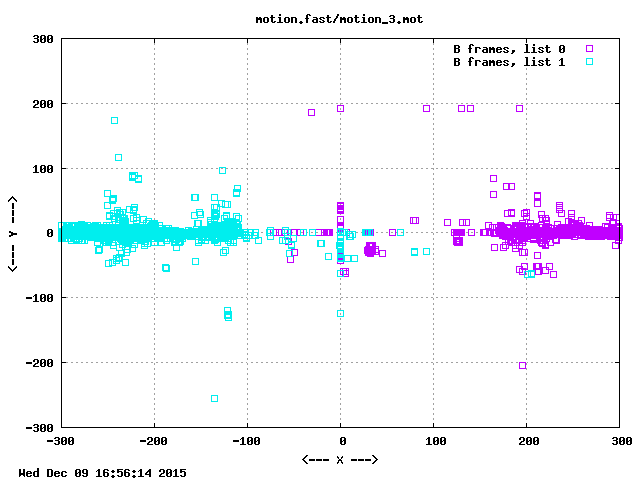 motion.fast/motion_3.mot
B frames, list 0
B frames, list 1
300
200
100
0
-100
-200
-300
<--- Y --->
-300 -200 -100 0 100 200 300
<--- X --->
Wed Dec 09 16:56:14 2015